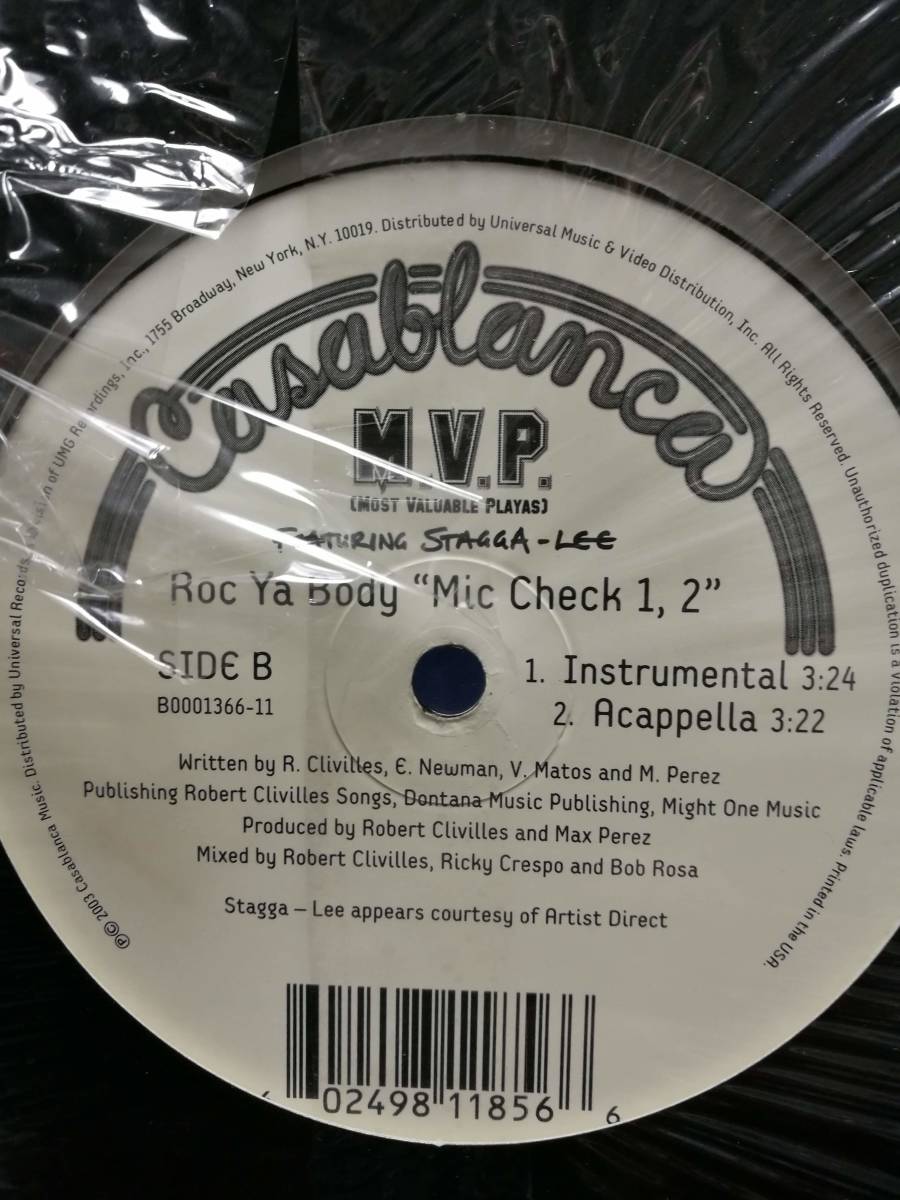 Casablanca
M.V.P.
(MOST VALUABLE PLAYAS)
FEATURING STAGGA-LEE
Roc Ya Body “Mic Check 1, 2”
SIDE B
B0001366-11
1. Instrumental 3:24
2. Acappella 3:22
Written by R. Clivilles, E. Newman, V. Matos and M. Perez
Publishing Robert Clivilles Songs, Dontana Music Publishing, Might One Music
Produced by Robert Clivilles and Max Perez
Mixed by Robert Clivilles, Ricky Crespo and Bob Rosa
Stagga – Lee appears courtesy of Artist Direct
02498 11856 6
℗© 2003 Casablanca Music. Distributed by Universal Records, of UMG Recordings, Inc., 1755 Broadway, New York, N.Y. 10019. Distributed by Universal Music & Video Distribution, Inc. All Rights Reserved. Unauthorized duplication is a violation of applicable laws. Printed in the USA.